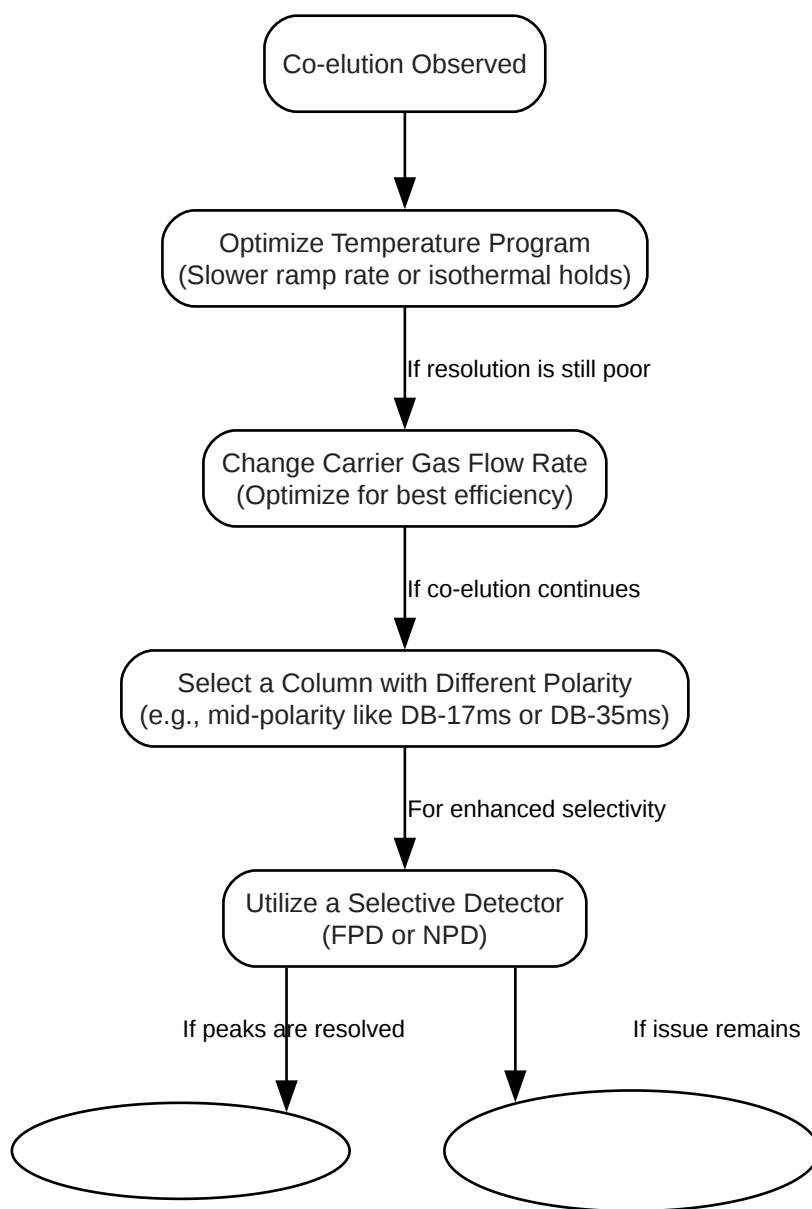 Co-elution Observed
Optimize Temperature Program
(Slower ramp rate or isothermal holds)
If resolution is still poor
Change Carrier Gas Flow Rate
(Optimize for best efficiency)
If co-elution continues
Select a Column with Different Polarity
(e.g., mid-polarity like DB-17ms or DB-35ms)
For enhanced selectivity
Utilize a Selective Detector
(FPD or NPD)
If peaks are resolved
If issue remains